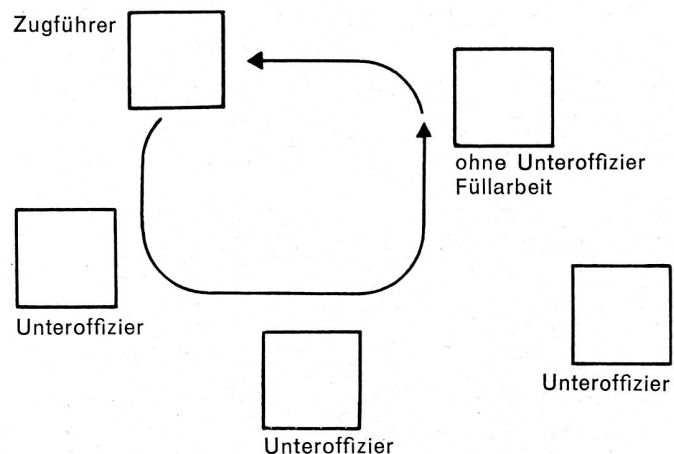 Zugführer
ohne Unteroffizier
Füllarbeit
Unteroffizier
Unteroffizier
Unteroffizier